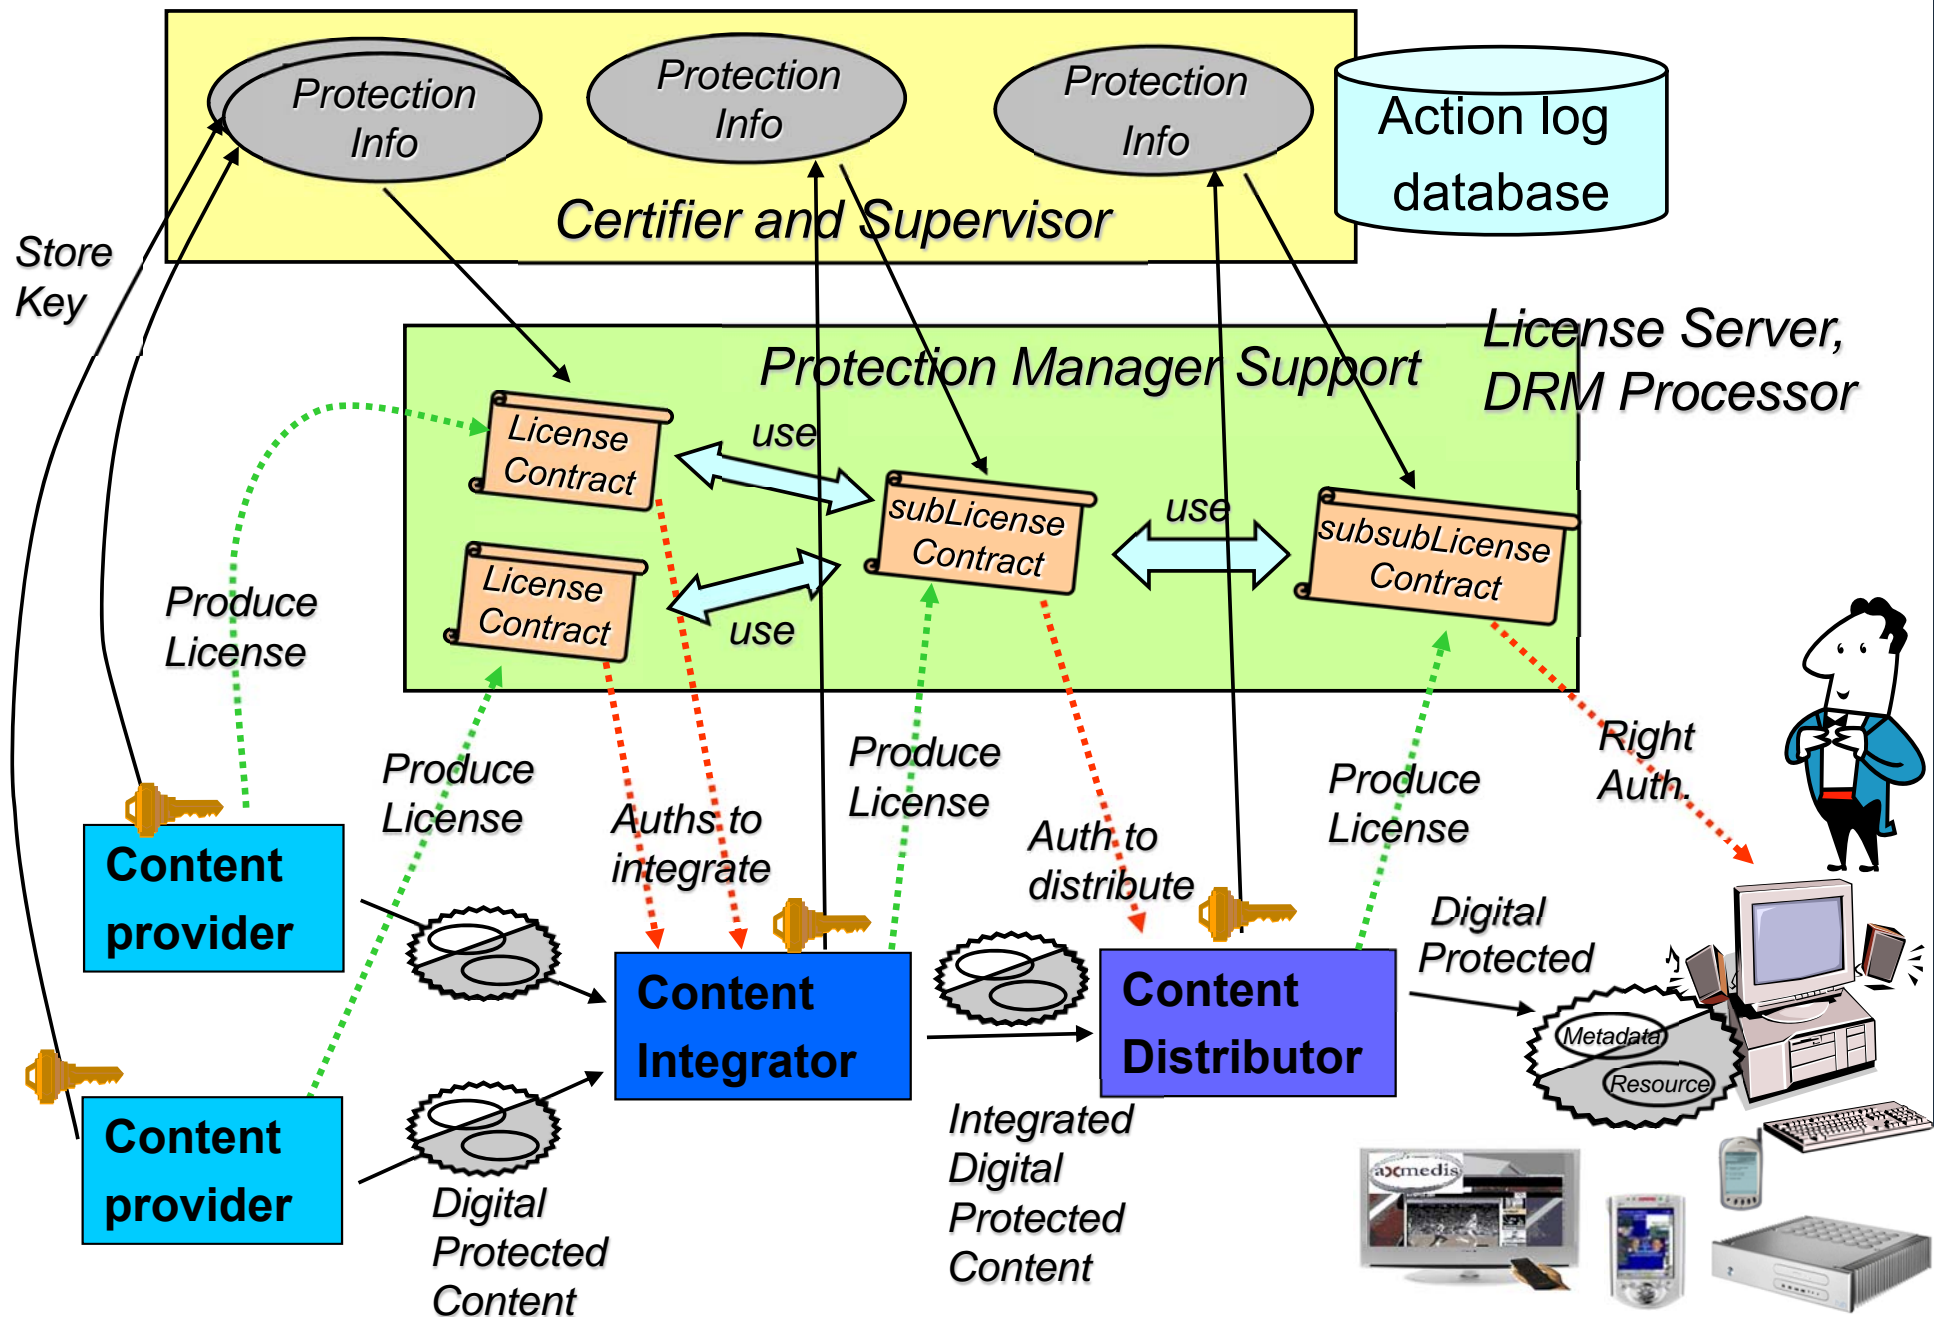 Protection
Info
Protection
Info
Protection
Info
Action log
database
Certifier and Supervisor
Store
Key
License Server,
DRM Processor
Protection Manager Support
License
Contract
use
subLicense
Contract
use
subsubLicense
Contract
License
Contract
use
Produce
License
Produce
License
Auths to
integrate
Produce
License
Auth to
distribute
Produce
License
Right
Auth.
Content
provider
Content
Integrator
Content
Distributor
Digital
Protected
Metadata
Resource
Content
provider
Digital
Protected
Content
Integrated
Digital
Protected
Content
axmedis